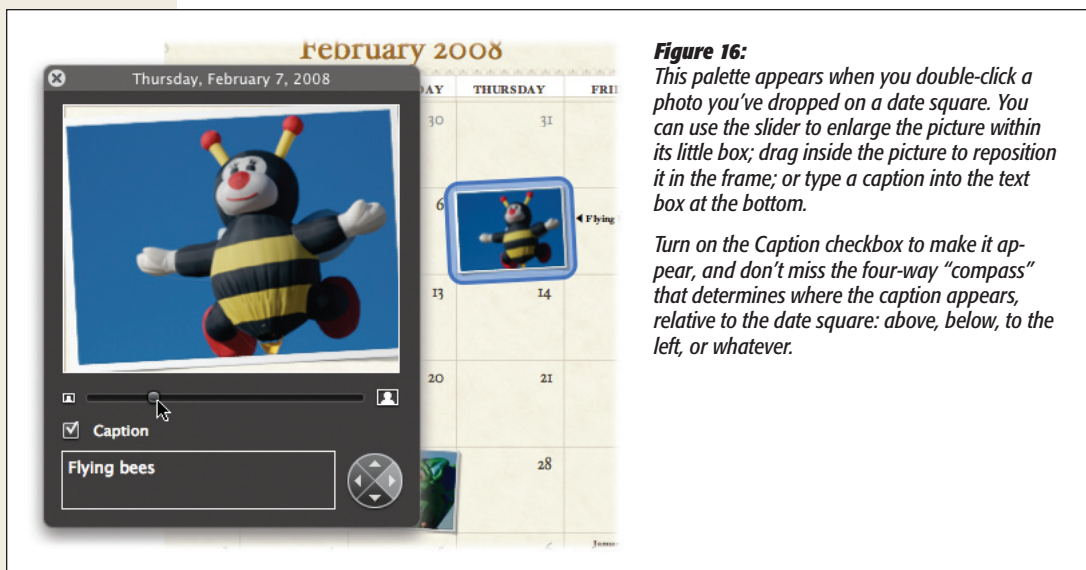 February 2008
Thursday, February 7, 2008
DAY THURSDAY FRI
30 31
6
Flying
13 14
20 21
28
6
Caption
Flying bees
Figure 16:
This palette appears when you double-click a
photo you've dropped on a date square. You
can use the slider to enlarge the picture within
its little box; drag inside the picture to reposition
it in the frame; or type a caption into the text
box at the bottom.
Turn on the Caption checkbox to make it ap-
pear, and don't miss the four-way “compass”
that determines where the caption appears,
relative to the date square: above, below, to the
left, or whatever.